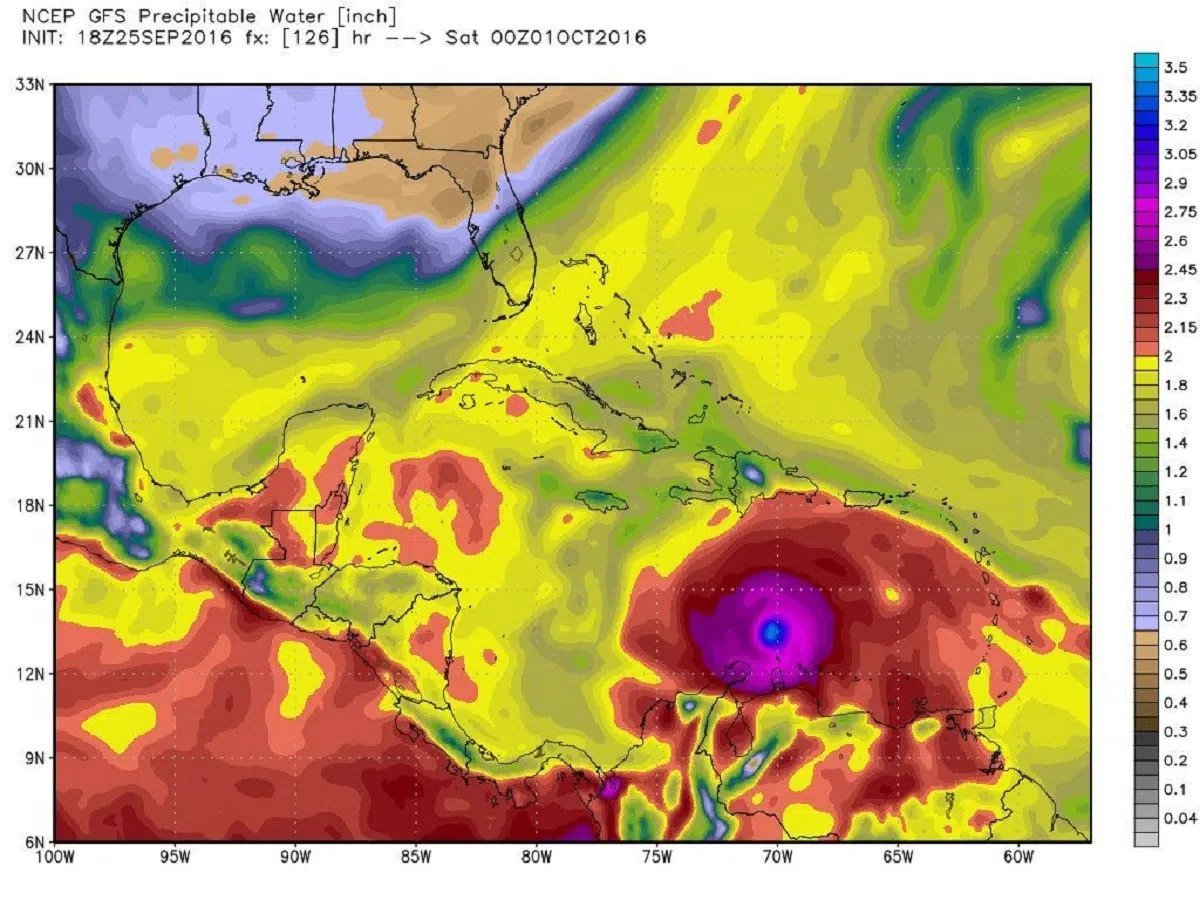 NCEP GFS Precipitable Water [inch]
INIT: 18Z25SEP2016 fx: [126] hr --> Sat 00Z01OCT2016
33N
30N
27N
24N
21N
18N
15N
12N
9N
6N
100W 95W 90W 85W 80W 75W 70W 65W 60W
3.5
3.35
3.2
3.05
2.9
2.75
2.6
2.45
2.3
2.15
2
1.8
1.6
1.4
1.2
1.1
1
0.9
0.8
0.7
0.6
0.5
0.4
0.3
0.2
0.1
0.04